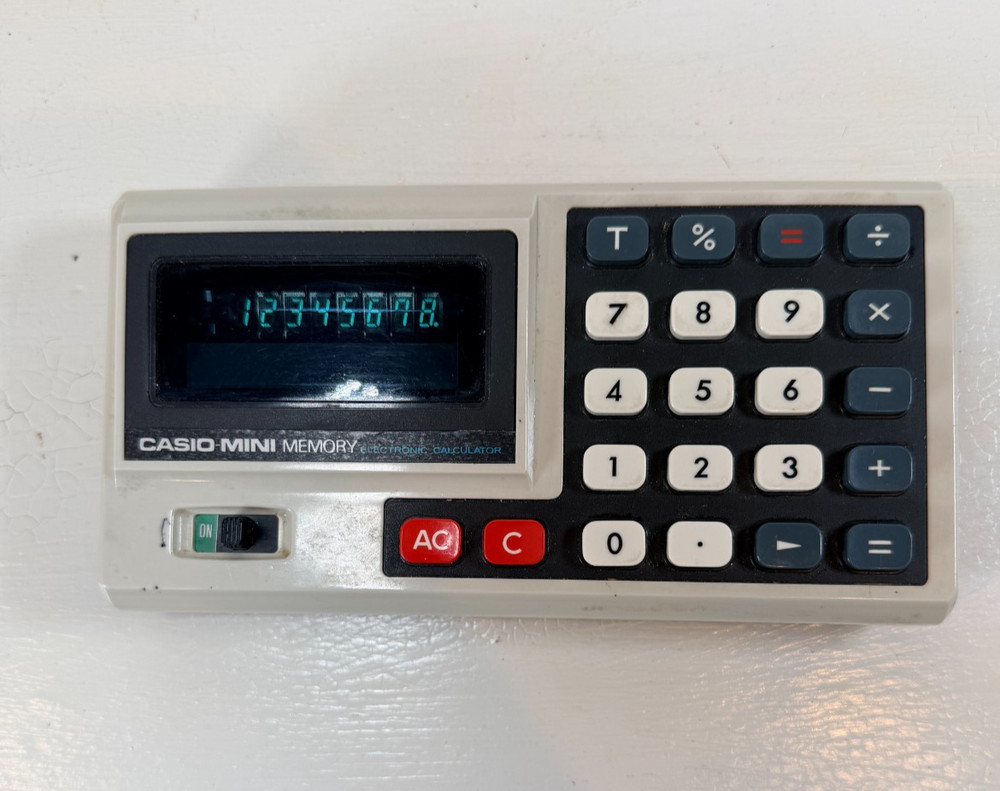 12345678.
CASIO-MINI MEMORY ELECTRONIC CALCULATOR
ON
T % = ÷
7 8 9 ×
4 5 6 −
1 2 3 +
AC C 0 · ► =